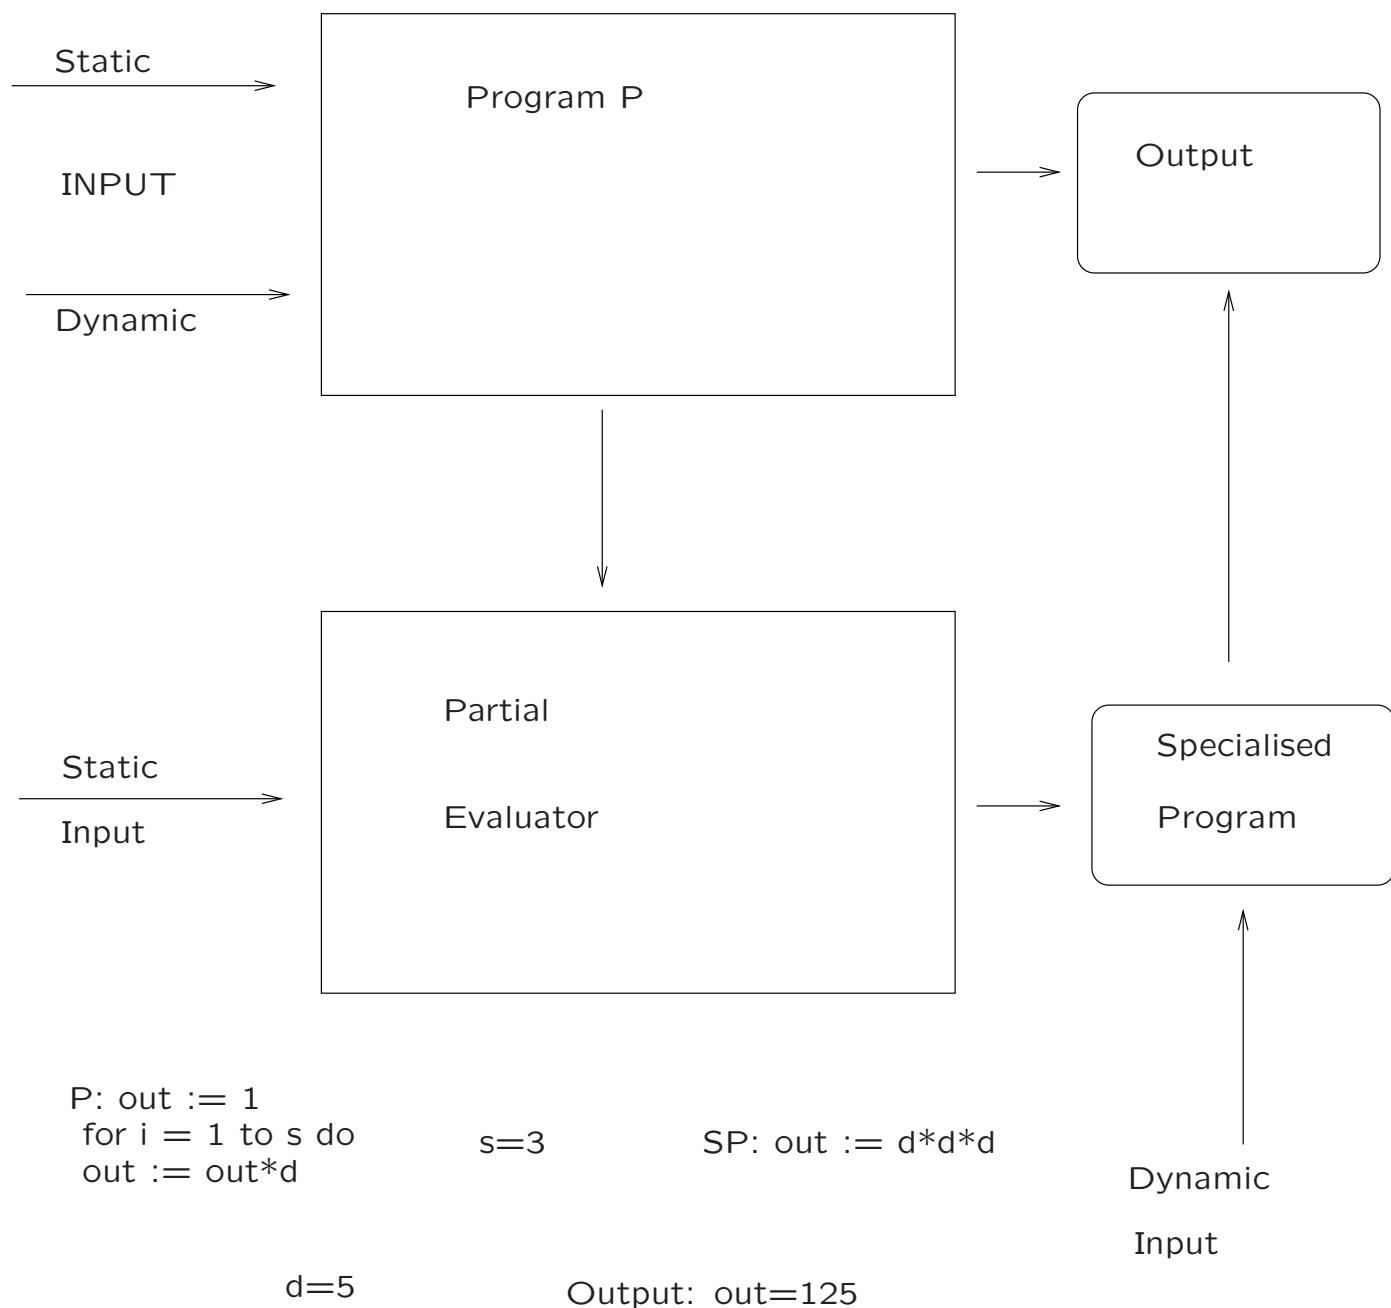 Static
Program P
Output
INPUT
Dynamic
Partial
Specialised
Static
Evaluator
Program
Input
P: out := 1
for i = 1 to s do
out := out*d
s=3
SP: out := d*d*d
Dynamic
Input
d=5
Output: out=125